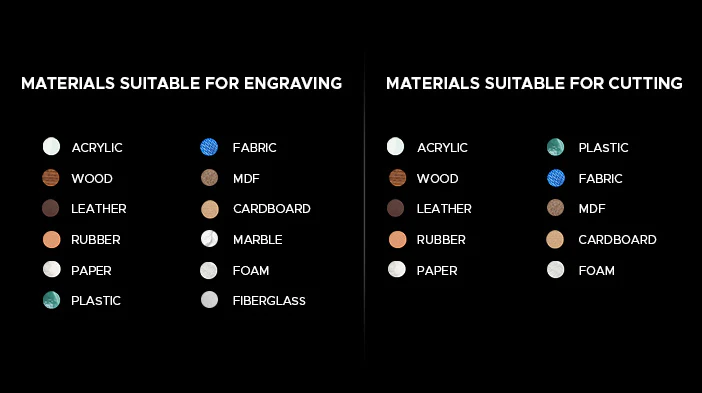 MATERIALS SUITABLE FOR ENGRAVING
ACRYLIC
WOOD
LEATHER
RUBBER
PAPER
PLASTIC
FABRIC
MDF
CARDBOARD
MARBLE
FOAM
FIBERGLASS
MATERIALS SUITABLE FOR CUTTING
ACRYLIC
WOOD
LEATHER
RUBBER
PAPER
PLASTIC
FABRIC
MDF
CARDBOARD
FOAM